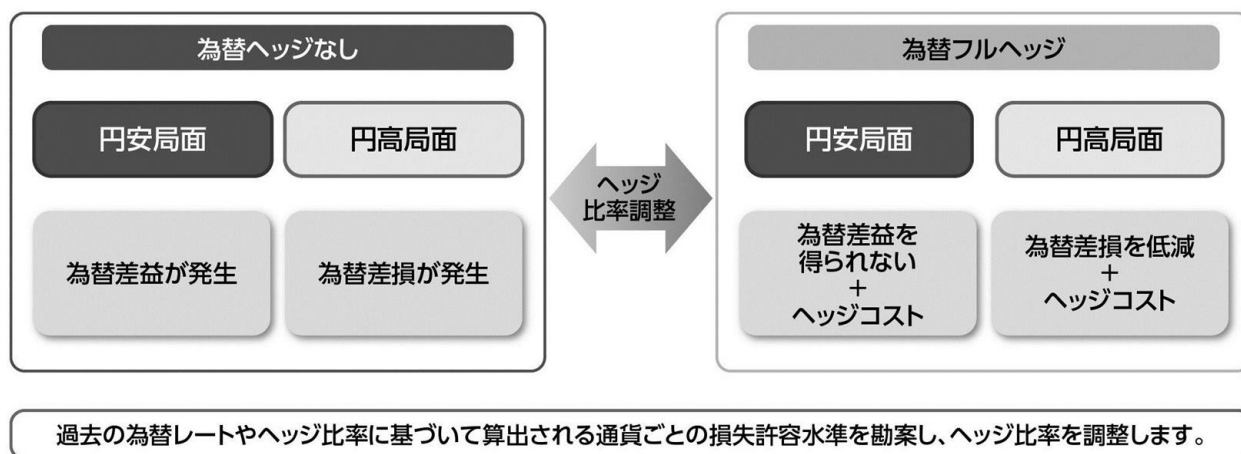 為替ヘッジなし
円安局面
円高局面
為替差益が発生
為替差損が発生
ヘッジ
比率調整
為替フルヘッジ
円安局面
円高局面
為替差益を
得られない
+
ヘッジコスト
為替差損を低減
+
ヘッジコスト
過去の為替レートやヘッジ比率に基づいて算出される通貨ごとの損失許容水準を勘案し、ヘッジ比率を調整します。